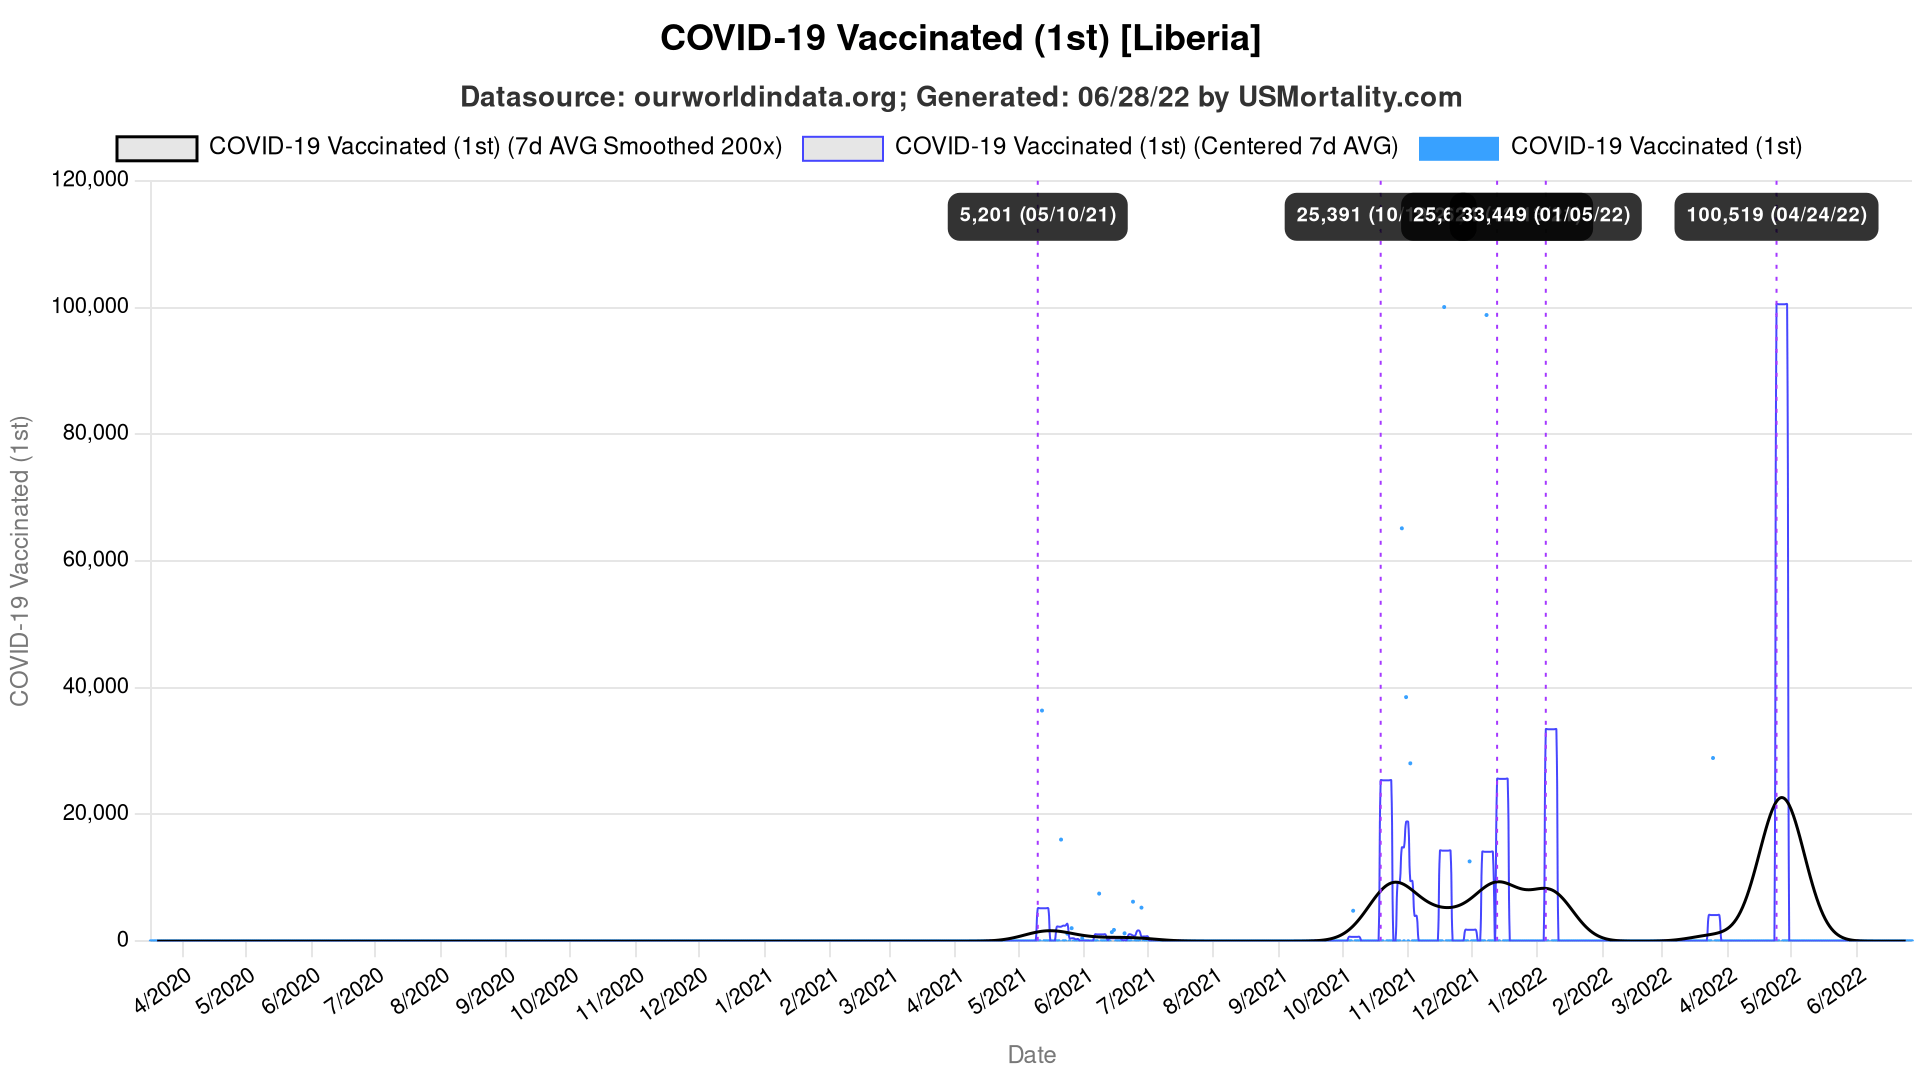 COVID-19 Vaccinated (1st) [Liberia]
Datasource: ourworldindata.org; Generated: 06/28/22 by USMortality.com
COVID-19 Vaccinated (1st) (7d AVG Smoothed 200x) COVID-19 Vaccinated (1st) (Centered 7d AVG) COVID-19 Vaccinated (1st)
120,000
5,201 (05/10/21) 25,391 (10/ 25,6 33,449 (01/05/22) 100,519 (04/24/22)
100,000
80,000
60,000
40,000
20,000
0
COVID-19 Vaccinated (1st)
4/2020 5/2020 6/2020 7/2020 8/2020 9/2020 10/2020 11/2020 12/2020 1/2021 2/2021 3/2021 4/2021 5/2021 6/2021 7/2021 8/2021 9/2021 10/2021 11/2021 12/2021 1/2022 2/2022 3/2022 4/2022 5/2022 6/2022
Date